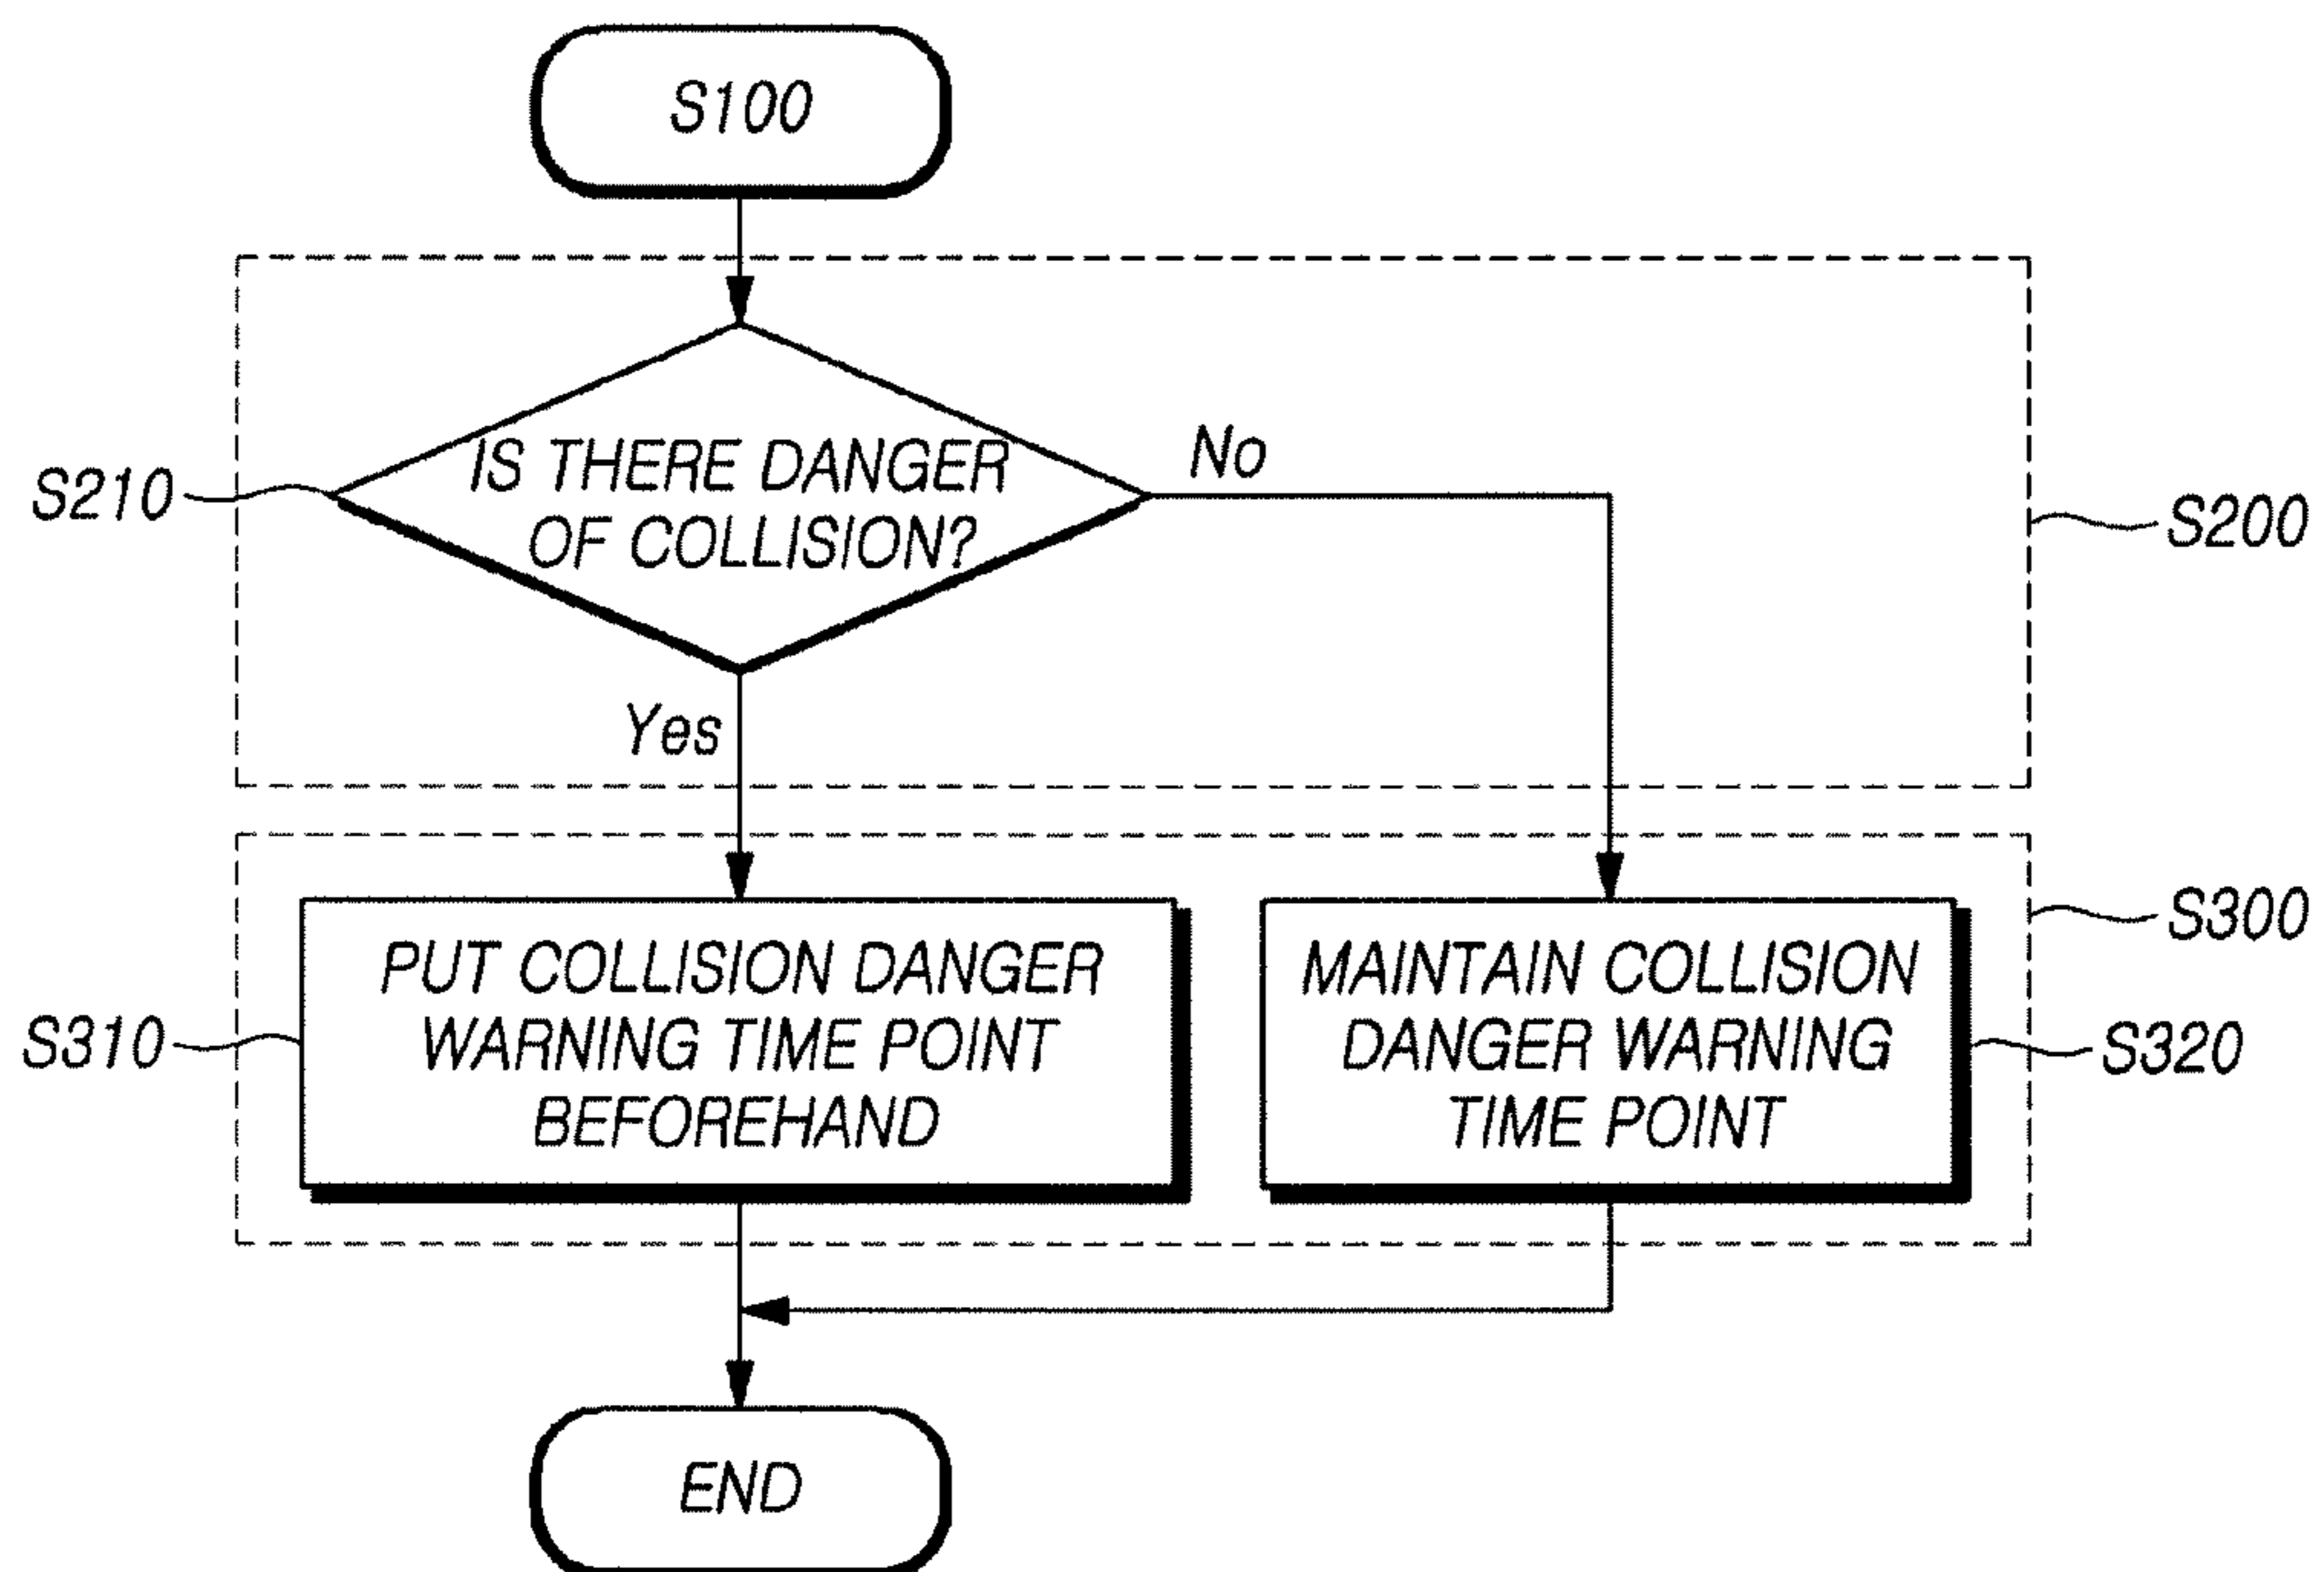 S100
IS THERE DANGER
OF COLLISION?
No
S210
S200
Yes
PUT COLLISION DANGER
WARNING TIME POINT
BEFOREHAND
S310
MAINTAIN COLLISION
DANGER WARNING
TIME POINT
S300
S320
END